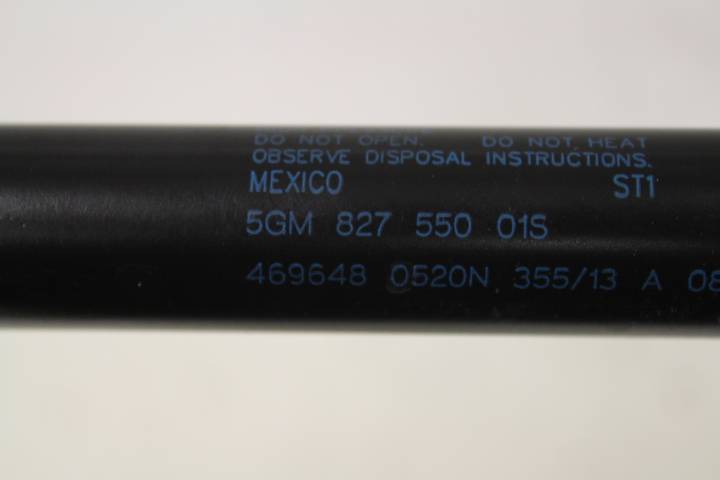 DO NOT OPEN. DO NOT HEAT
OBSERVE DISPOSAL INSTRUCTIONS.
MEXICO ST1
5GM 827 550 01S
469648 0520N 355/13 A 08